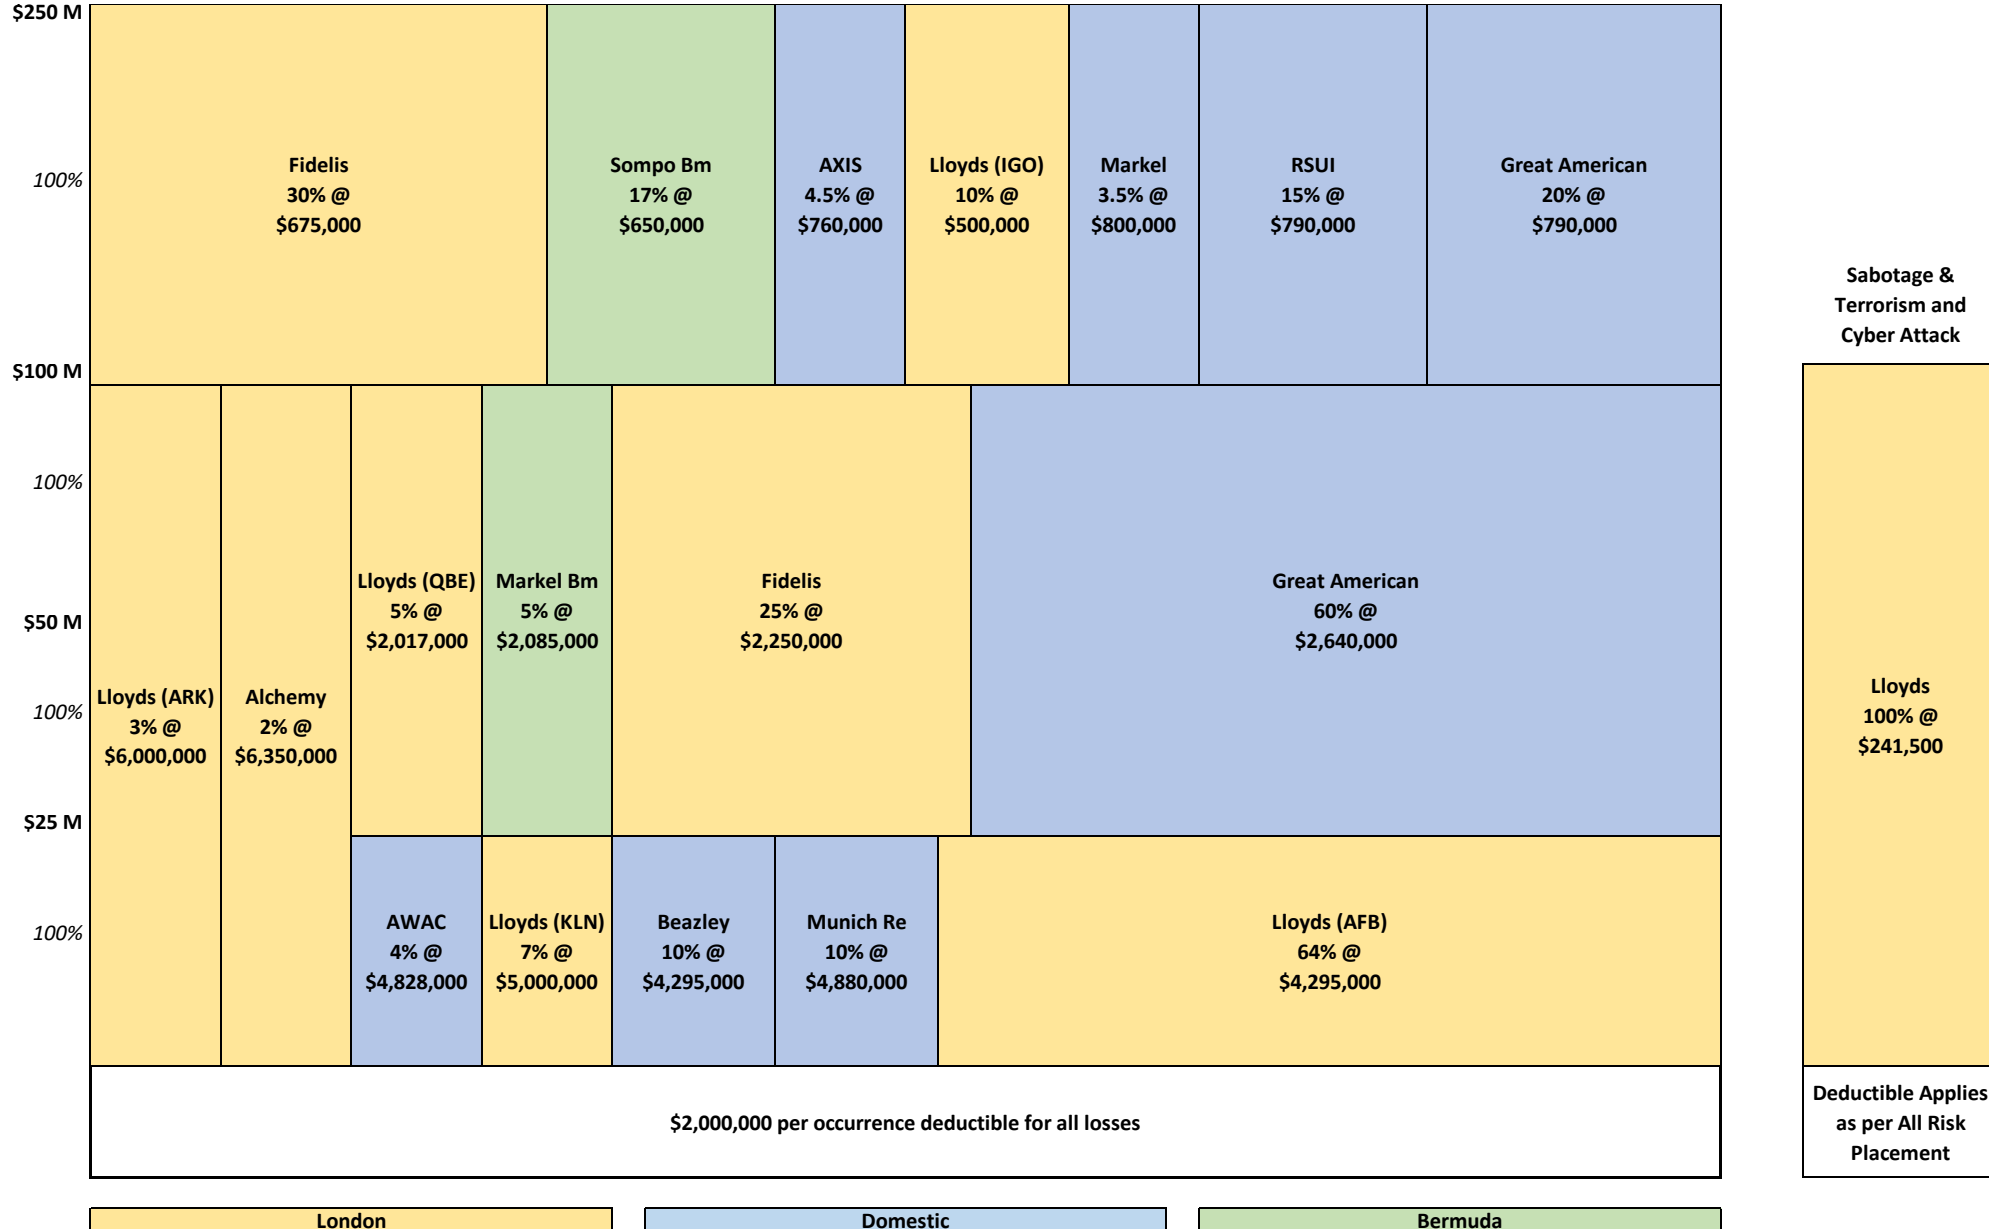 $250 M
100%
Fidelis
30% @
$675,000
Sompo Bm
17% @
$650,000
AXIS
4.5% @
$760,000
Lloyds (IGO)
10% @
$500,000
Markel
3.5% @
$800,000
RSUI
15% @
$790,000
Great American
20% @
$790,000
Sabotage &
Terrorism and
Cyber Attack
$100 M
100%
Lloyds (QBE)
5% @
$2,017,000
Markel Bm
5% @
$2,085,000
Fidelis
25% @
$2,250,000
Great American
60% @
$2,640,000
$50 M
100%
Lloyds (ARK)
3% @
$6,000,000
Alchemy
2% @
$6,350,000
Lloyds
100% @
$241,500
$25 M
100%
AWAC
4% @
$4,828,000
Lloyds (KLN)
7% @
$5,000,000
Beazley
10% @
$4,295,000
Munich Re
10% @
$4,880,000
Lloyds (AFB)
64% @
$4,295,000
$2,000,000 per occurrence deductible for all losses
Deductible Applies
as per All Risk
Placement
London
Domestic
Bermuda